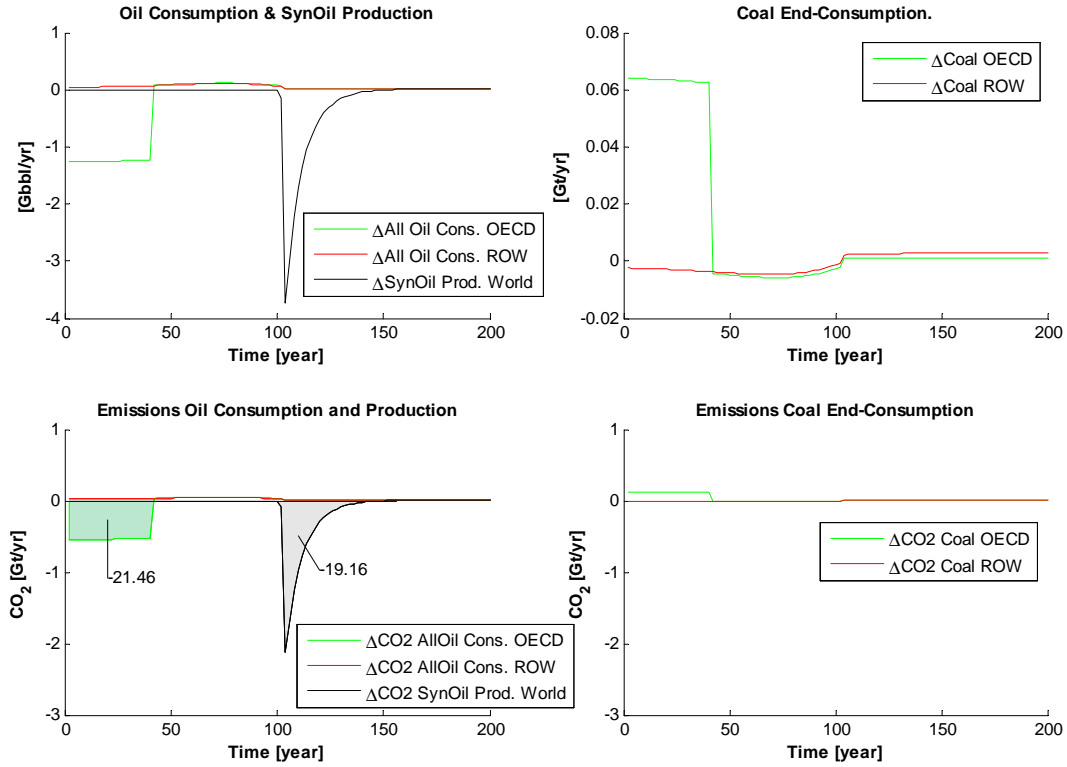 Oil Consumption & SynOil Production
[Gbbl/yr]
1
0
-1
-2
-3
-4
0
50
100
150
200
Time [year]
ΔAll Oil Cons. OECD
ΔAll Oil Cons. ROW
ΔSynOil Prod. World
Coal End-Consumption.
[Gt/yr]
0.08
0.06
0.04
0.02
0
-0.02
0
50
100
150
200
Time [year]
ΔCoal OECD
ΔCoal ROW
Emissions Oil Consumption and Production
CO2 [Gt/yr]
1
0
-1
-2
-3
0
50
100
150
200
Time [year]
-21.46
-19.16
ΔCO2 AllOil Cons. OECD
ΔCO2 AllOil Cons. ROW
ΔCO2 SynOil Prod. World
Emissions Coal End-Consumption
CO2 [Gt/yr]
1
0
-1
-2
-3
0
50
100
150
200
Time [year]
ΔCO2 Coal OECD
ΔCO2 Coal ROW